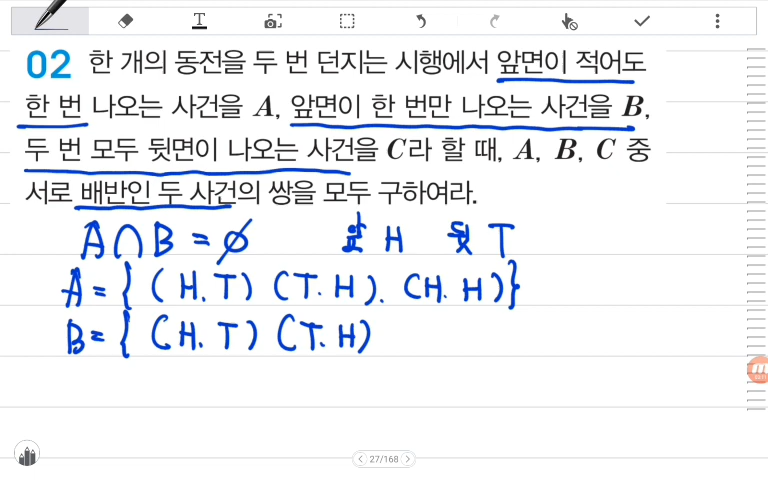 02 한 개의 동전을 두 번 던지는 시행에서 앞면이 적어도
한 번 나오는 사건을 A, 앞면이 한 번만 나오는 사건을 B,
두 번 모두 뒷면이 나오는 사건을 C라 할 때, A, B, C 중
서로 배반인 두 사건의 쌍을 모두 구하여라.
A∩B = ∅ 앞 H 뒷 T
A = { (H. T) (T. H). (H. H)}
B = { (H. T) (T. H)
27/168